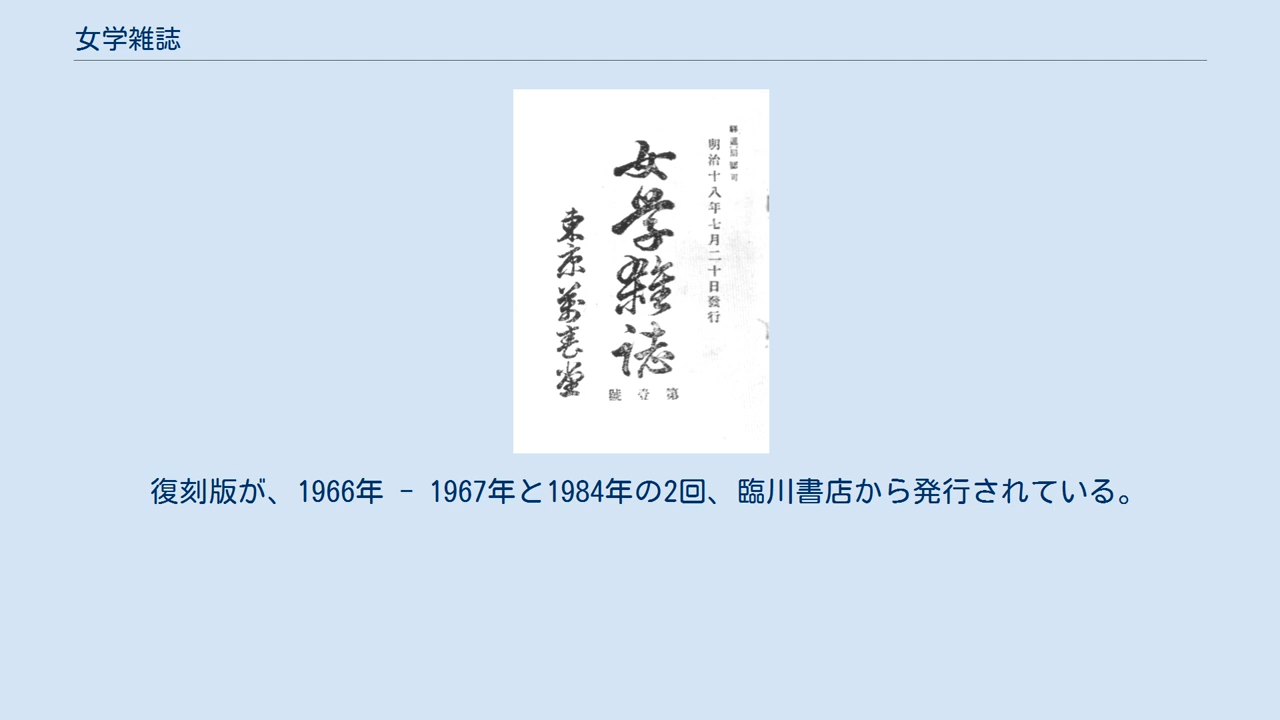 女学雑誌
明治十八年七月二十日發行
女學雜誌
第壹號
東京萬春堂
復刻版が、1966年 - 1967年と1984年の2回、臨川書店から発行されている。